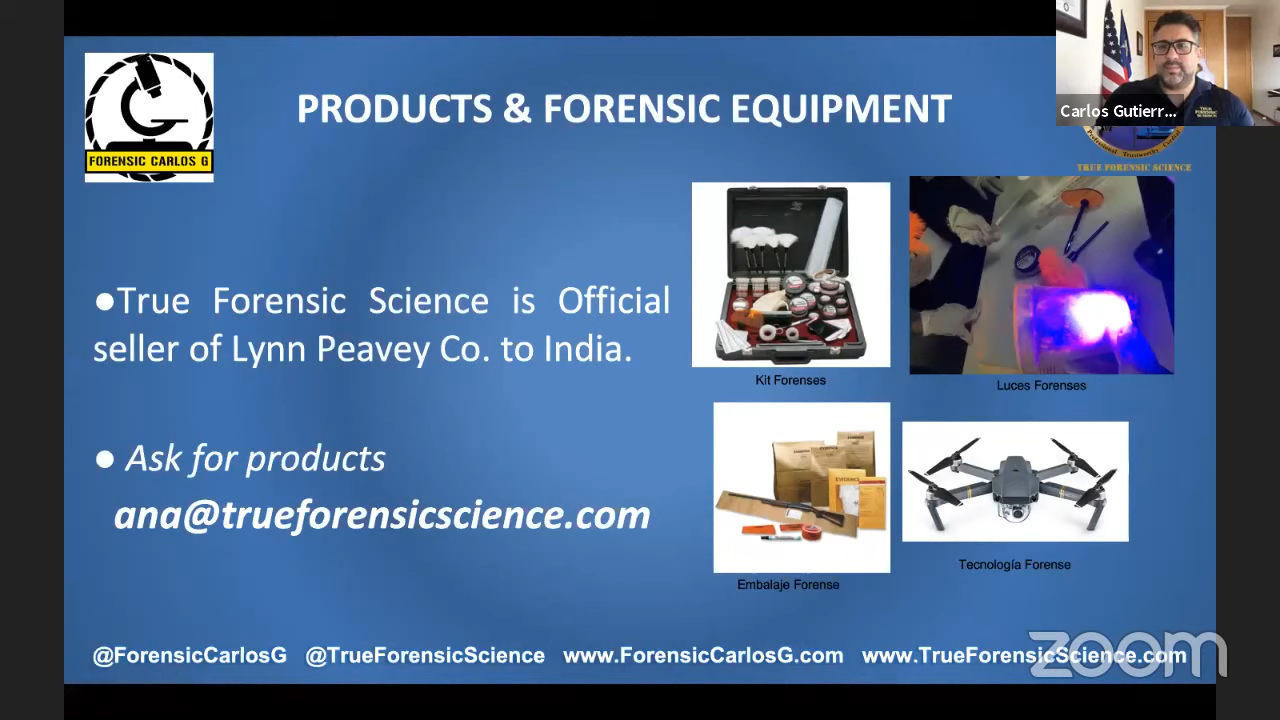 PRODUCTS & FORENSIC EQUIPMENT
FORENSIC CARLOS G
Carlos Gutierr...
TRUE FORENSIC SCIENCE
●True Forensic Science is Official
seller of Lynn Peavey Co. to India.
● Ask for products
ana@trueforensicscience.com
Kit Forenses
Luces Forenses
EVIDENCE
Embalaje Forense
Tecnología Forense
@ForensicCarlosG @TrueForensicScience www.ForensicCarlosG.com www.TrueForensicScience.com
zoom